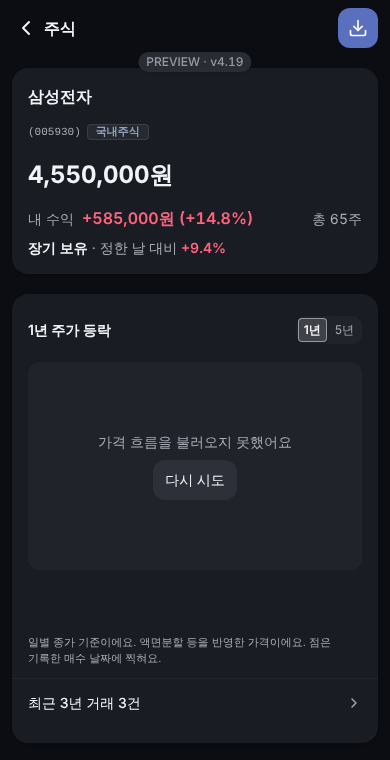 주식
PREVIEW · v4.19
삼성전자
(005930) 국내주식
4,550,000원
내 수익 +585,000원 (+14.8%) 총 65주
장기 보유 · 정한 날 대비 +9.4%
1년 주가 등락 1년 5년
가격 흐름을 불러오지 못했어요
다시 시도
일별 종가 기준이에요. 액면분할 등을 반영한 가격이에요. 점은
기록한 매수 날짜에 찍혀요.
최근 3년 거래 3건